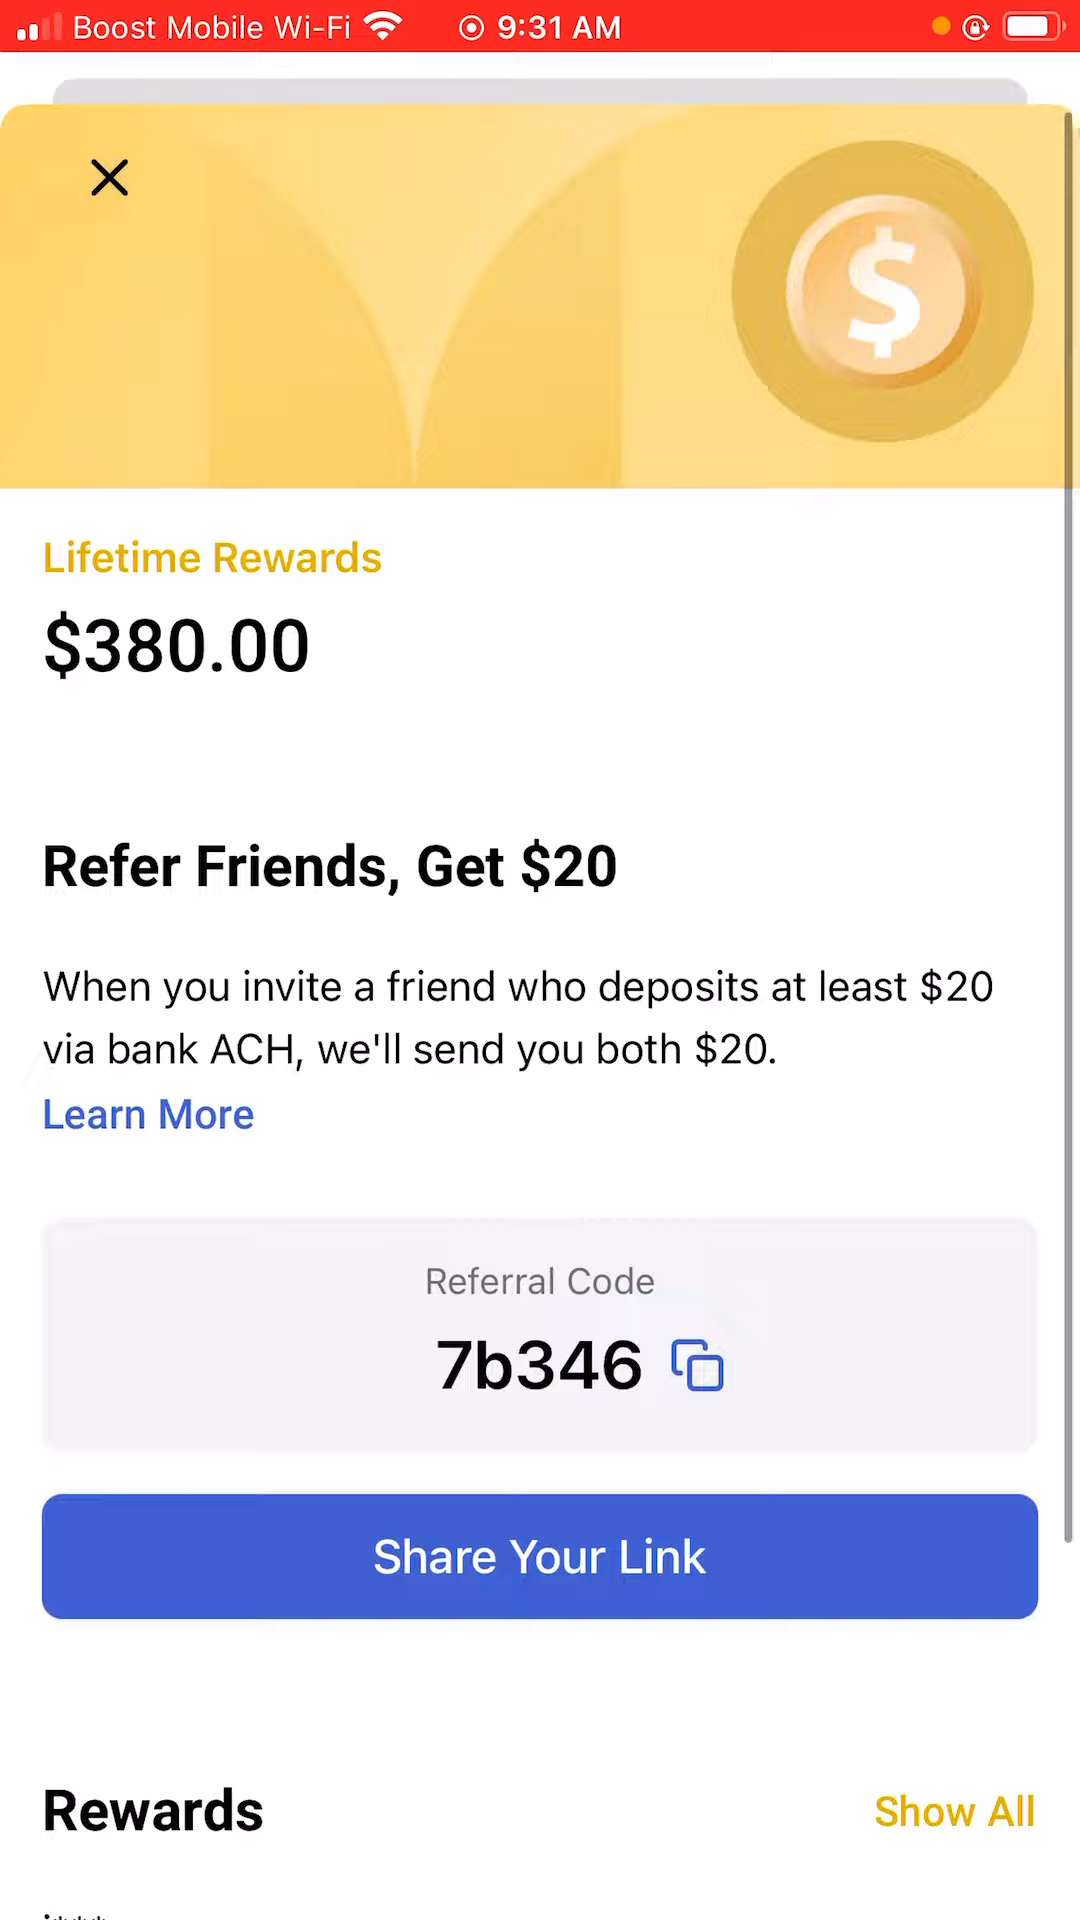 Boost Mobile Wi-Fi 9:31 AM
$
Lifetime Rewards
$380.00
Refer Friends, Get $20
When you invite a friend who deposits at least $20
via bank ACH, we'll send you both $20.
Learn More
Referral Code
7b346
Share Your Link
Rewards Show All